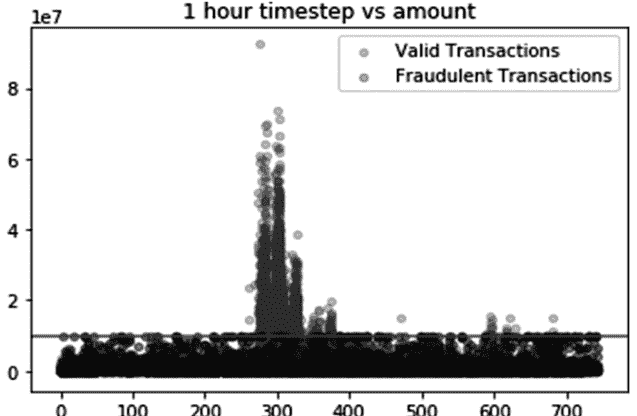 1 hour timestep vs amount
1e7
Valid Transactions
Fraudulent Transactions
8
6
4
2
0
0 100 200 300 400 500 600 700